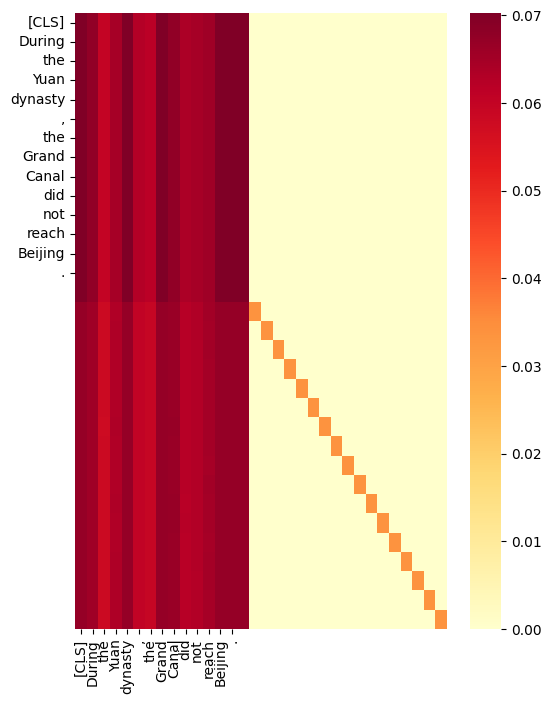 [CLS]
During
the
Yuan
dynasty
,
the
Grand
Canal
did
not
reach
Beijing
.
0.07
0.06
0.05
0.04
0.03
0.02
0.01
0.00
[CLS]
During
the
Yuan
dynasty
,
the
Grand
Canal
did
not
reach
Beijing
.